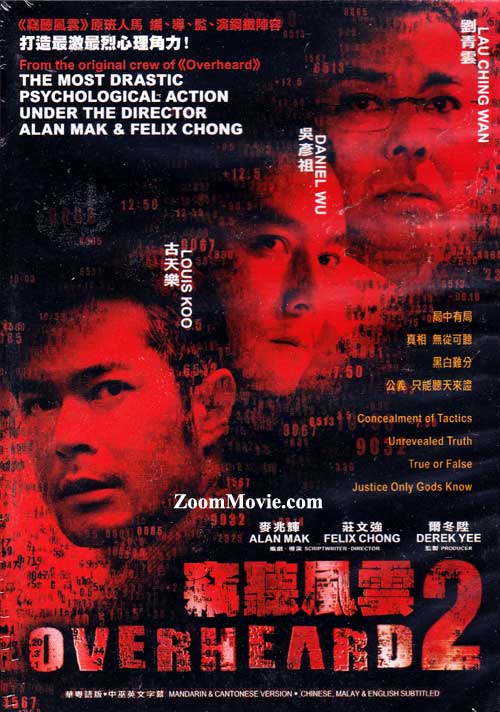 《竊聽風雲》原班人馬 編、導、監、演鋼鐵陣容
打造最激最烈心理角力！
From the original crew of《Overheard》
THE MOST DRASTIC
PSYCHOLOGICAL ACTION
UNDER THE DIRECTOR
ALAN MAK & FELIX CHONG
劉青雲
LAU CHING WAN
吳彥祖
DANIEL WU
古天樂
LOUIS KOO
局中有局
真相 無從可聽
黑白難分
公義 只能聽天來證
Concealment of Tactics
Unrevealed Truth
True or False
Justice Only Gods Know
ZoomMovie.com
麥兆輝 莊文強 爾冬陞
ALAN MAK FELIX CHONG DEREK YEE
編劇·導演 SCRIPTWRITER·DIRECTOR 監製 PRODUCER
竊聽風雲2
OVERHEARD
華粵語版·中巫英文字幕 MANDARIN & CANTONESE VERSION · CHINESE, MALAY & ENGLISH SUBTITLED